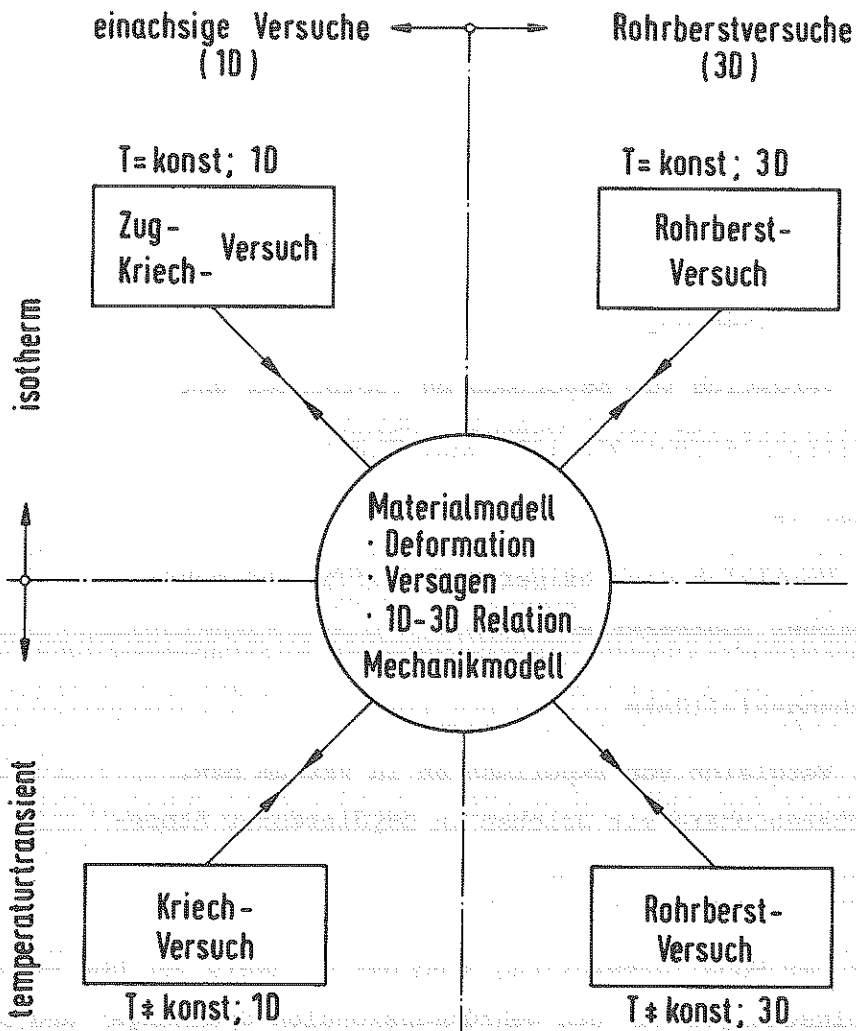 einachsige Versuche
(1D)
Rohrberstversuche
(3D)
T=konst; 1D
Zug-
Kriech- Versuch
T=konst; 3D
Rohrberst-
Versuch
isotherm
Materialmodell
· Deformation
· Versagen
· 1D-3D Relation
Mechanikmodell
temperaturtransient
Kriech-
Versuch
T≠konst; 1D
Rohrberst-
Versuch
T≠konst; 3D